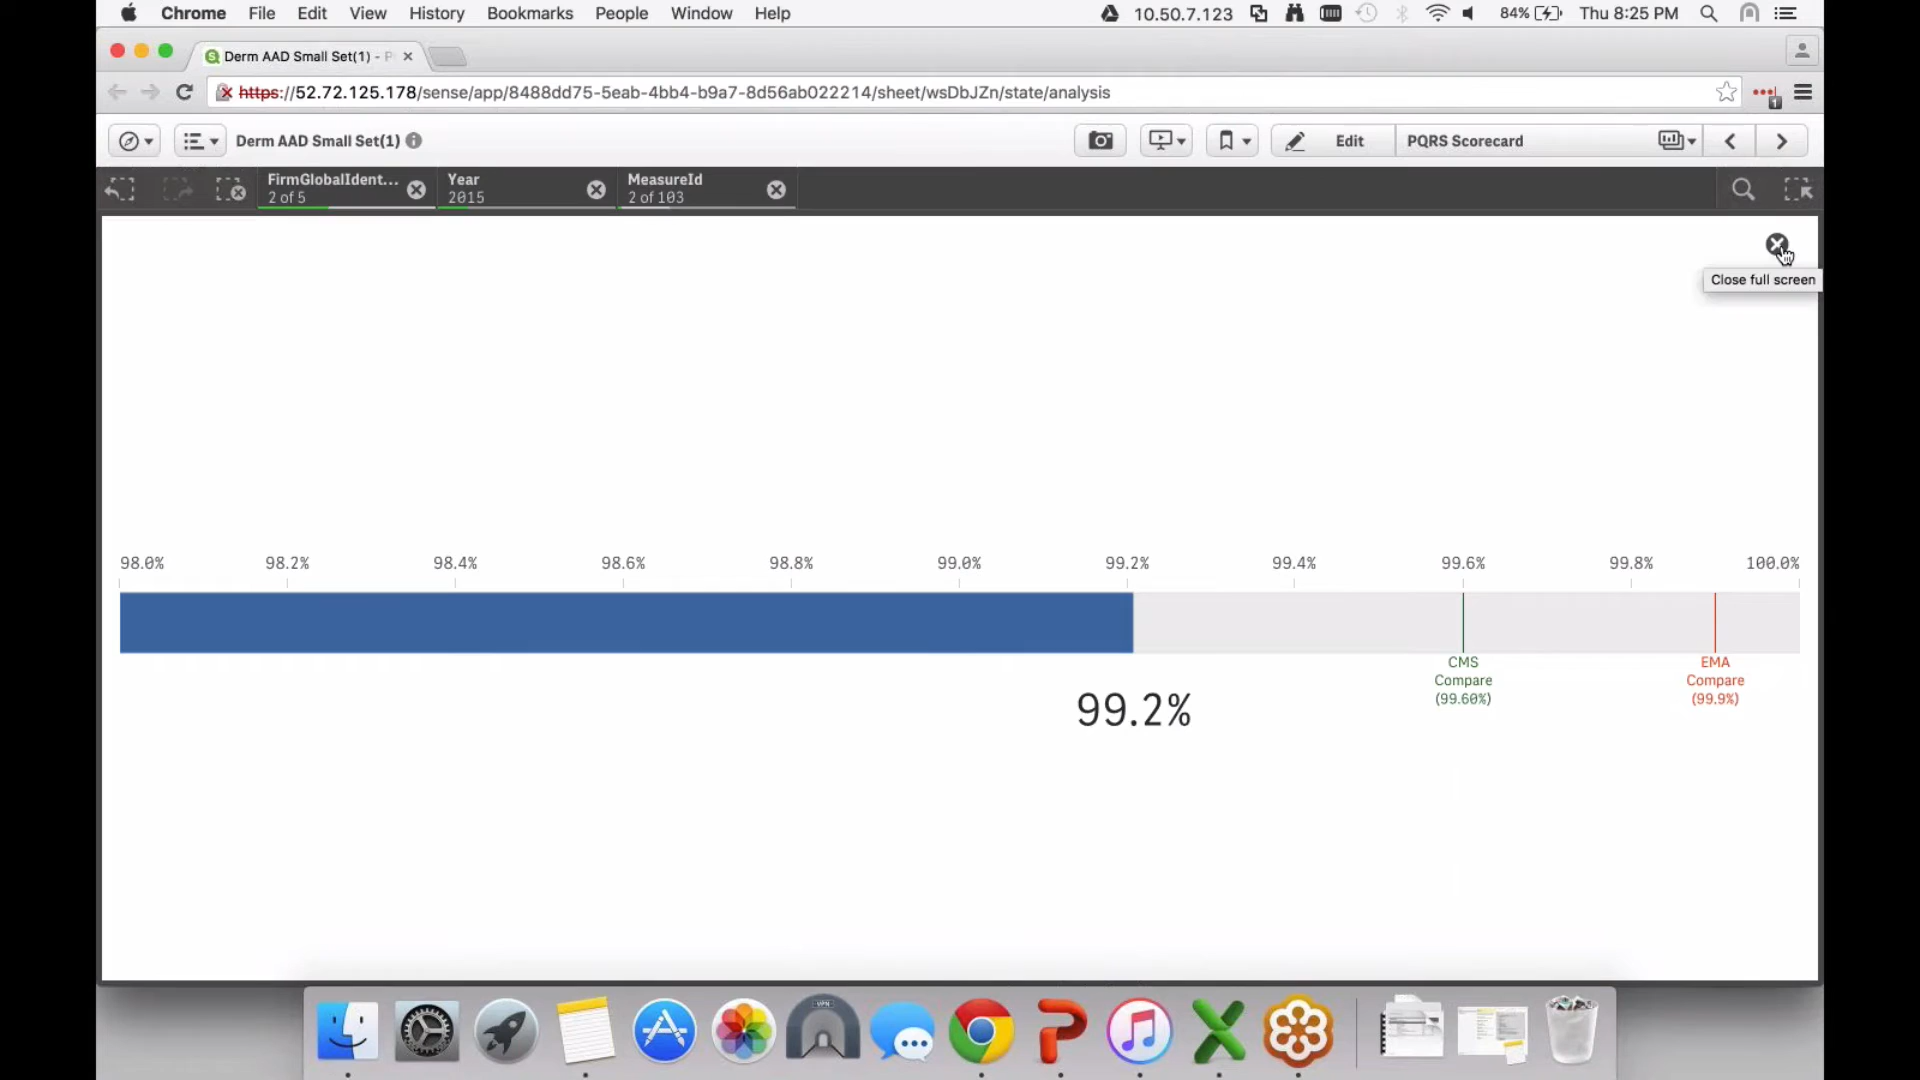 Chrome File Edit View History Bookmarks People Window Help 10.50.7.123 84% Thu 8:25 PM
Derm AAD Small Set(1) - P
https://52.72.125.178/sense/app/8488dd75-5eab-4bb4-b9a7-8d56ab022214/sheet/wsDbJZn/state/analysis
1
Derm AAD Small Set(1) Edit PQRS Scorecard
FirmGlobalIdent... Year MeasureId
2 of 5 2015 2 of 103
Close full screen
98.0% 98.2% 98.4% 98.6% 98.8% 99.0% 99.2% 99.4% 99.6% 99.8% 100.0%
CMS EMA
Compare Compare
(99.60%) (99.9%)
99.2%
VPN